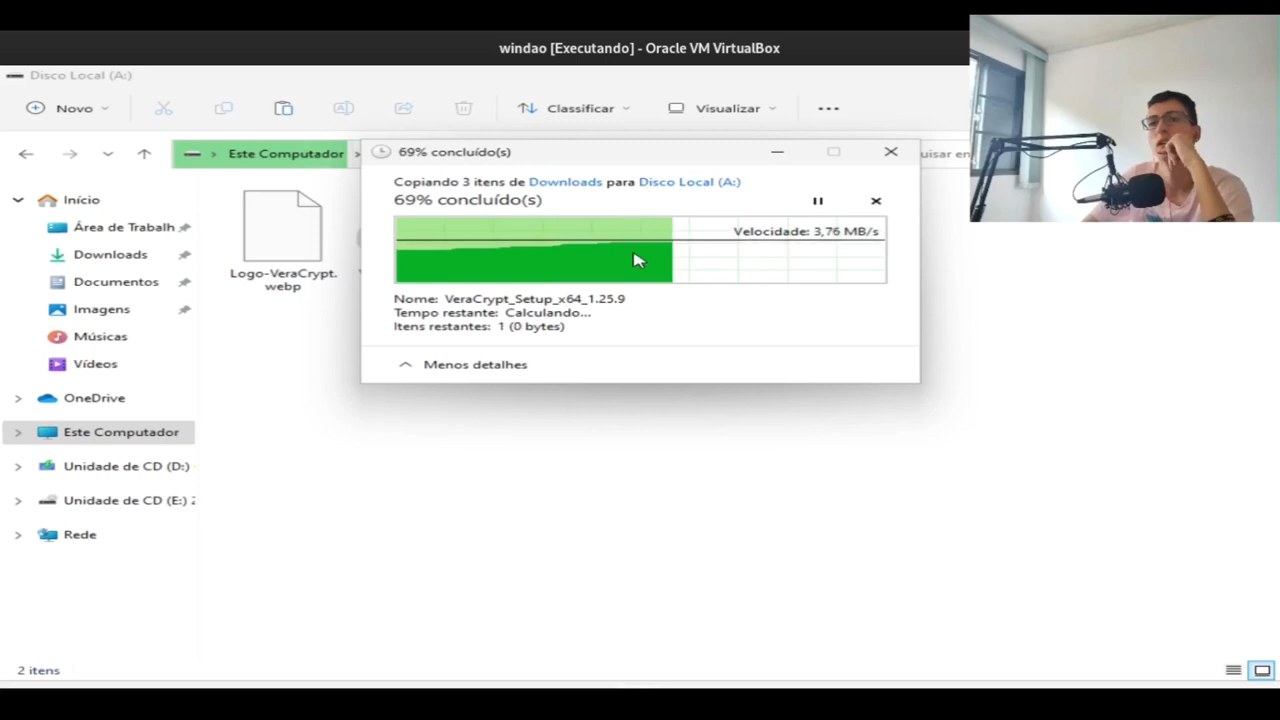 windao [Executando] - Oracle VM VirtualBox
Disco Local (A:)
Novo
Classificar
Visualizar
Este Computador
Início
Área de Trabalh
Downloads
Documentos
Imagens
Músicas
Vídeos
OneDrive
Este Computador
Unidade de CD (D:)
Unidade de CD (E:) 2
Rede
Logo-VeraCrypt.
webp
69% concluído(s)
Copiando 3 itens de Downloads para Disco Local (A:)
69% concluído(s)
Velocidade: 3,76 MB/s
Nome: VeraCrypt_Setup_x64_1.25.9
Tempo restante: Calculando...
Itens restantes: 1 (0 bytes)
Menos detalhes
2 itens